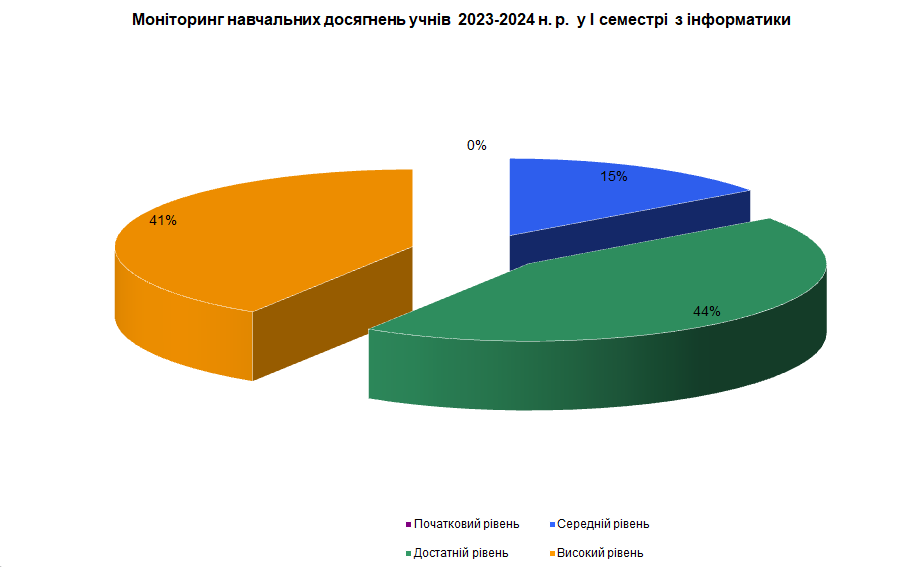 Моніторинг навчальних досягнень учнів 2023-2024 н. р. у І семестрі з інформатики
0%
15%
41%
44%
Початковий рівень Середній рівень
Достатній рівень Високий рівень